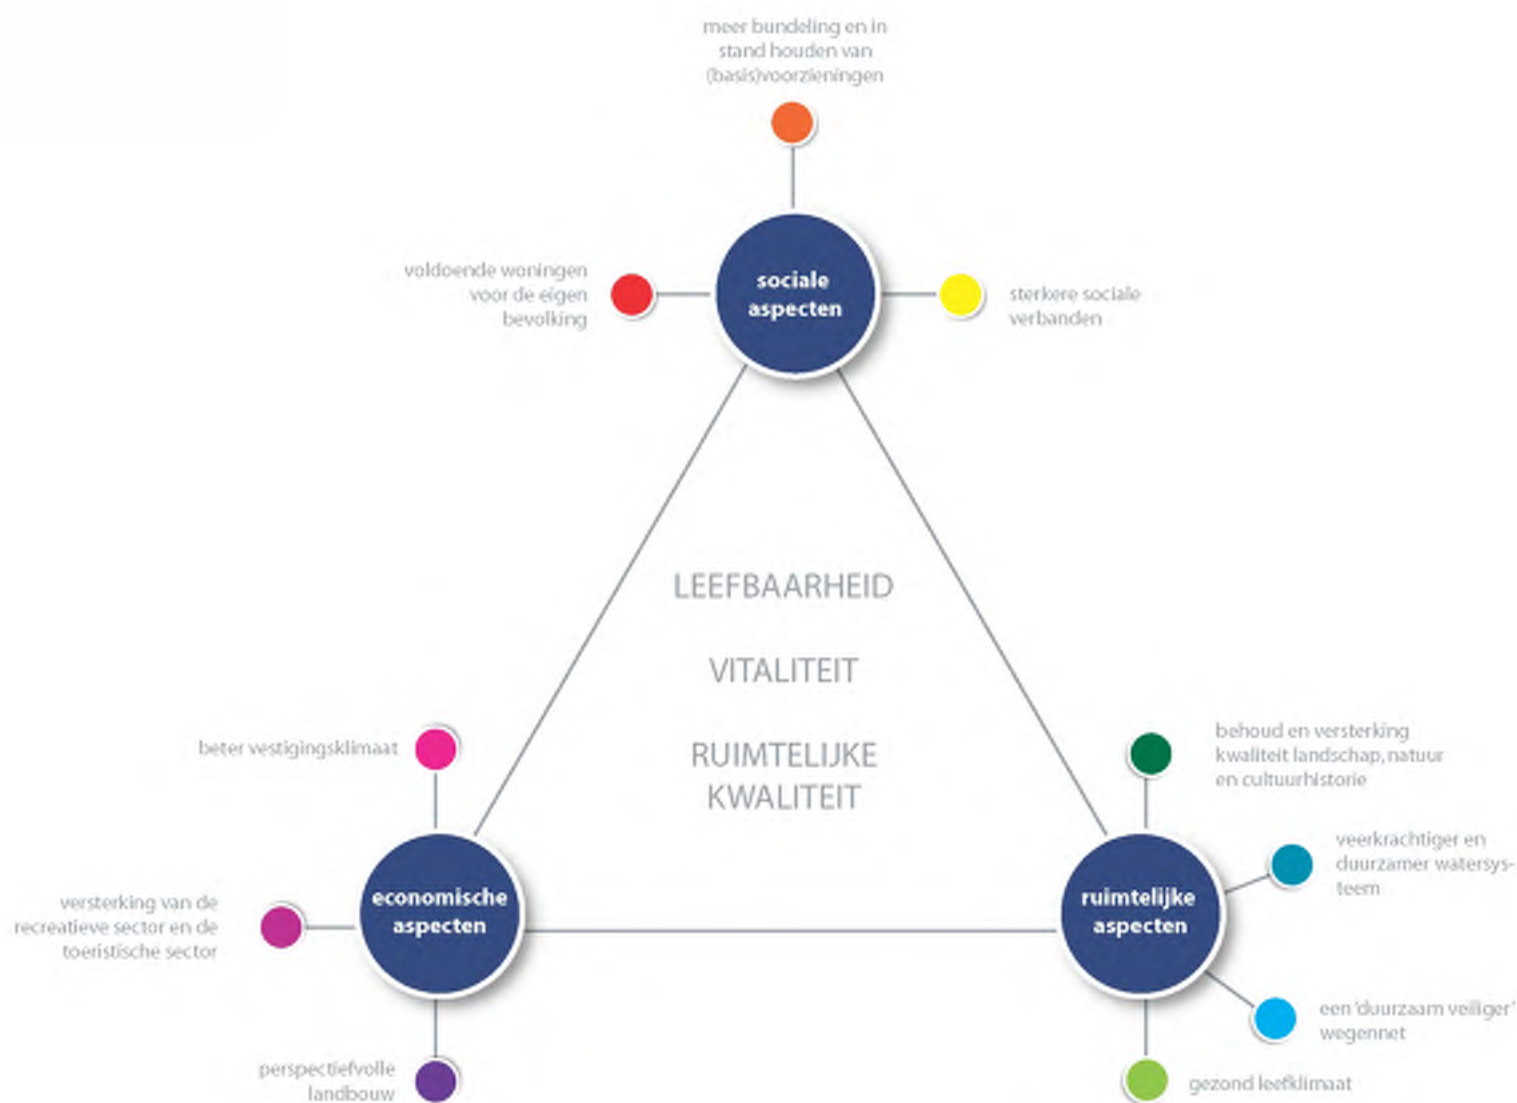 meer bundeling en in
stand houden van
(basis)voorzieningen
voldoende woningen
voor de eigen
bevolking
sociale
aspecten
sterkere sociale
verbanden
LEEFBAARHEID
VITALITEIT
RUIMTELIJKE
KWALITEIT
beter vestigingsklimaat
versterking van de
recreatieve sector en de
toeristische sector
economische
aspecten
perspectiefvolle
landbouw
behoud en versterking
kwaliteit landschap, natuur
en cultuurhistorie
veerkrachtiger en
duurzamer watersys-
teem
ruimtelijke
aspecten
een 'duurzaam veiliger'
wegennet
gezond leefklimaat